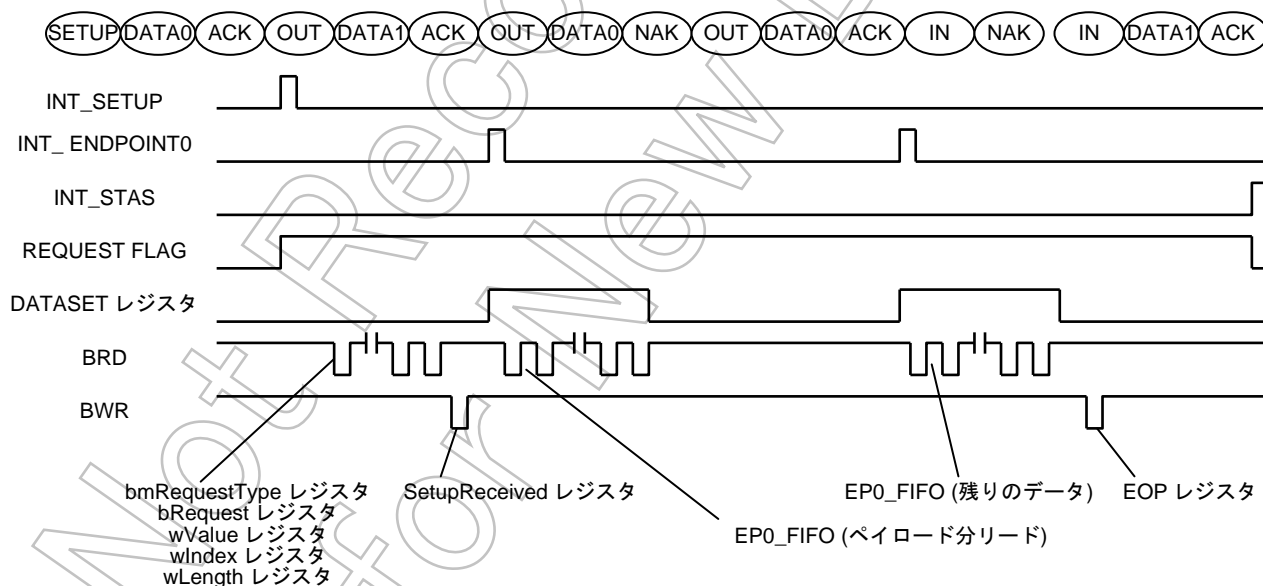 SETUP DATA0 ACK OUT DATA1 ACK OUT DATA0 NAK OUT DATA0 ACK IN NAK IN DATA1 ACK
INT_SETUP
INT_ ENDPOINT0
INT_STAS
REQUEST FLAG
DATASET レジスタ
BRD
BWR
bmRequestType レジスタ
bRequest レジスタ
wValue レジスタ
wIndex レジスタ
wLength レジスタ
SetupReceived レジスタ
EP0_FIFO (ペイロード分リード)
EP0_FIFO (残りのデータ)
EOP レジスタ
Not Reco
for New D